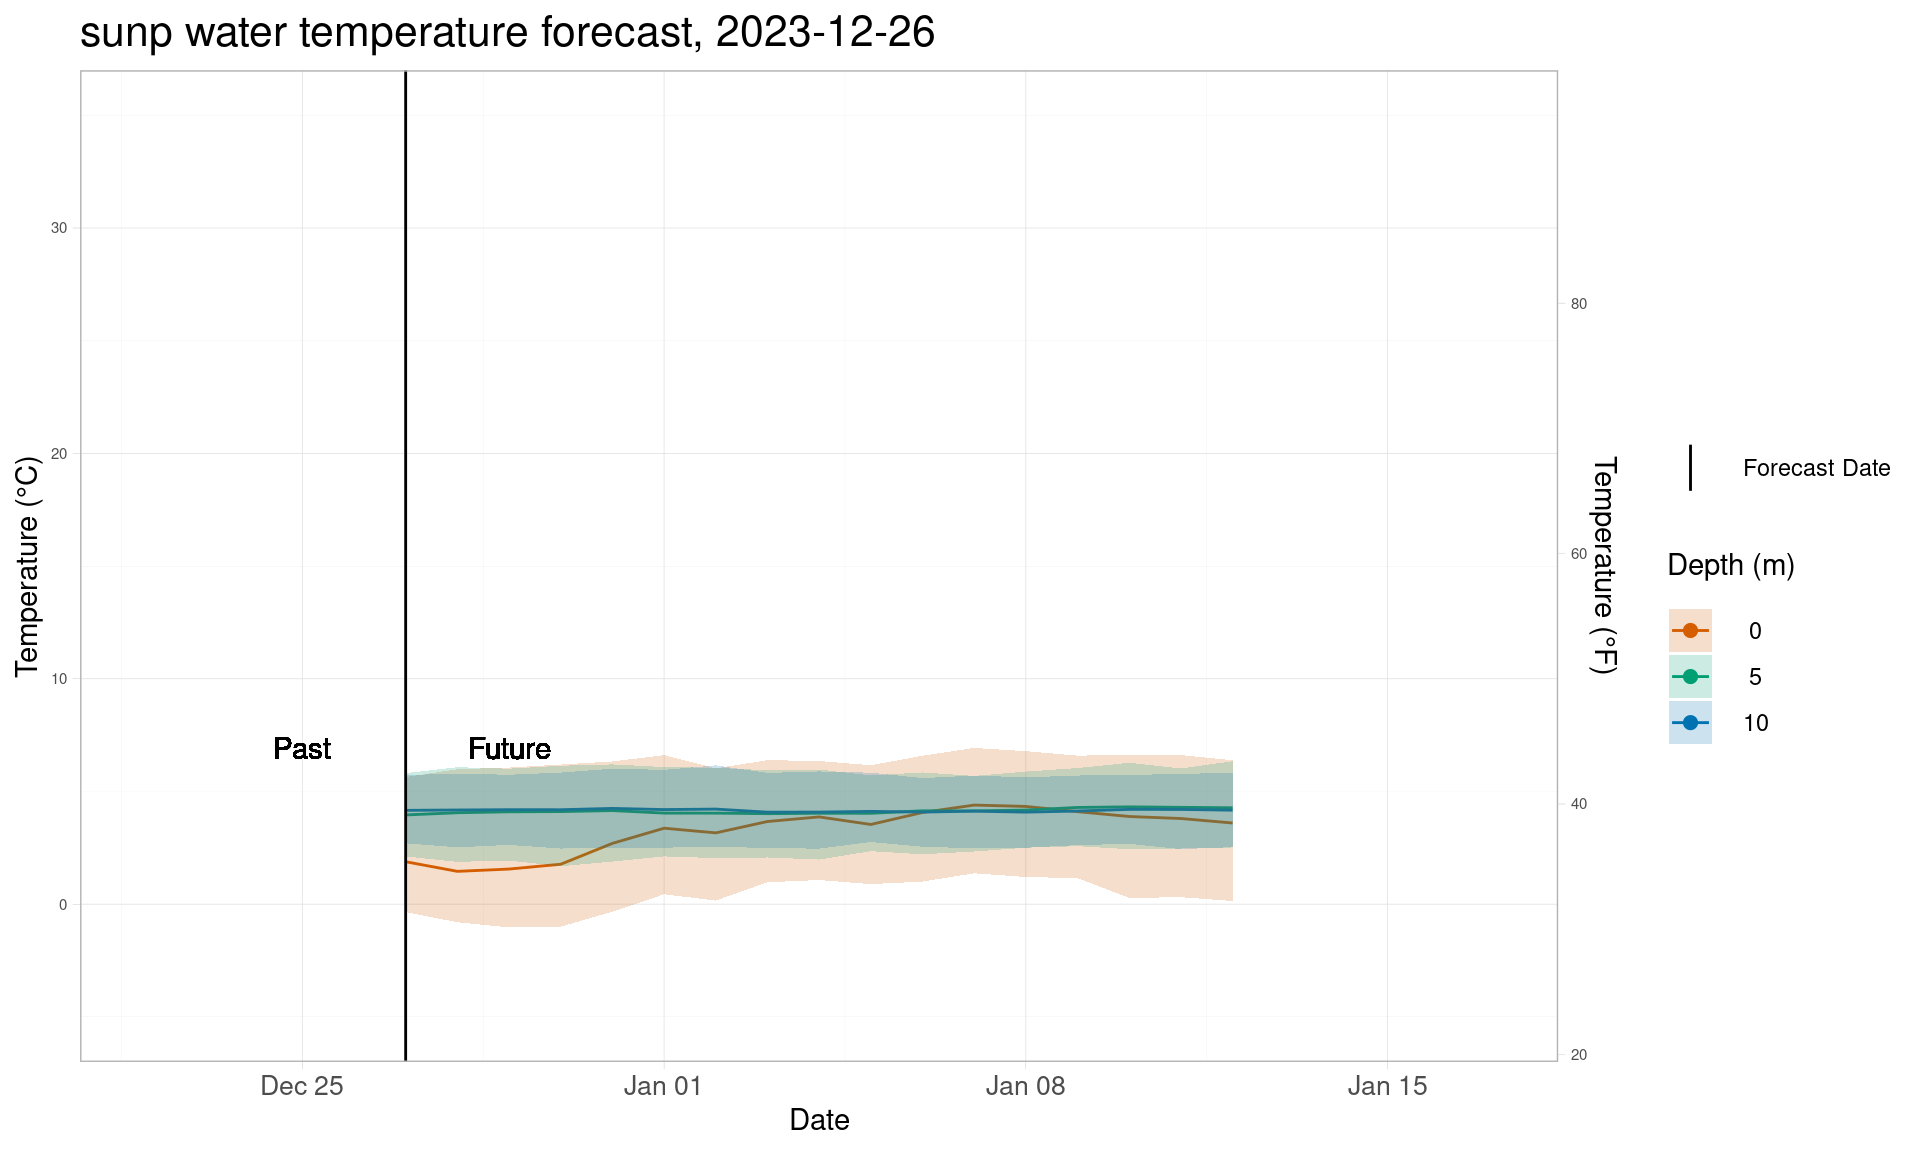 sunp water temperature forecast, 2023-12-26
Temperature (°C)
30
20
10
0
Past
Future
80
60
40
20
Temperature (°F)
Dec 25
Jan 01
Jan 08
Jan 15
Date
Forecast Date
Depth (m)
0
5
10